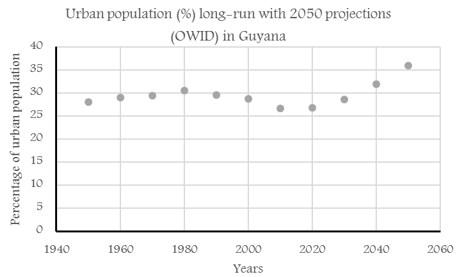 Urban population (%) long-run with 2050 projections
(OWID) in Guyana
Percentage of urban population
40
35
30
25
20
15
10
5
0
1940 1960 1980 2000 2020 2040 2060
Years